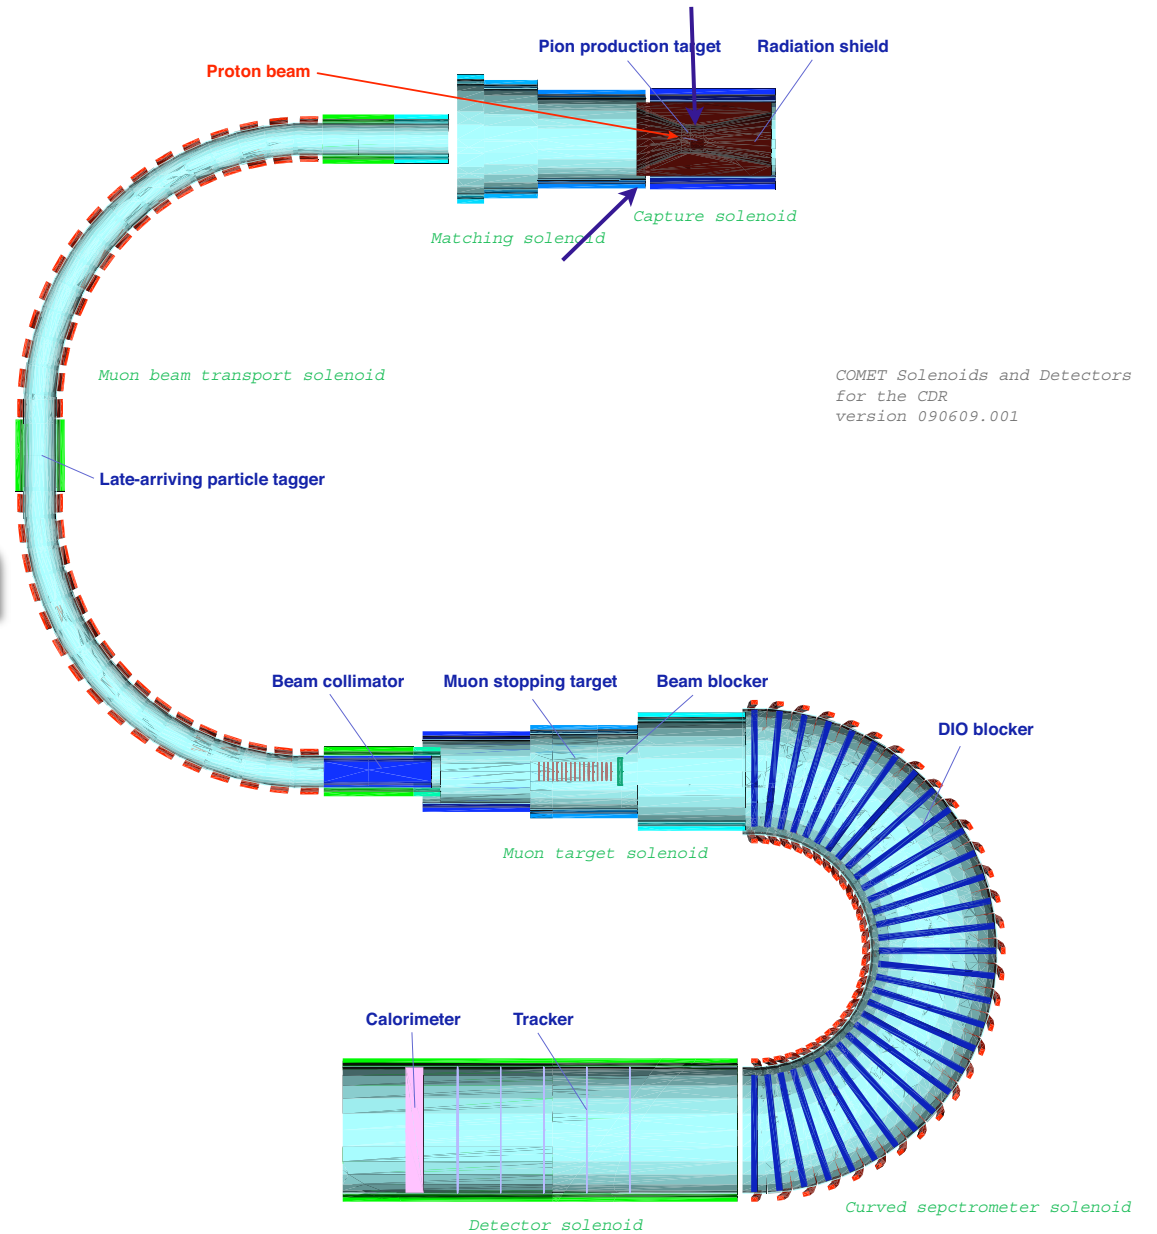 Pion production target
Radiation shield
Proton beam
Capture solenoid
Matching solenoid
Muon beam transport solenoid
COMET Solenoids and Detectors
for the CDR
version 090609.001
Late-arriving particle tagger
Beam collimator
Muon stopping target
Beam blocker
DIO blocker
Muon target solenoid
Calorimeter
Tracker
Curved sepctrometer solenoid
Detector solenoid